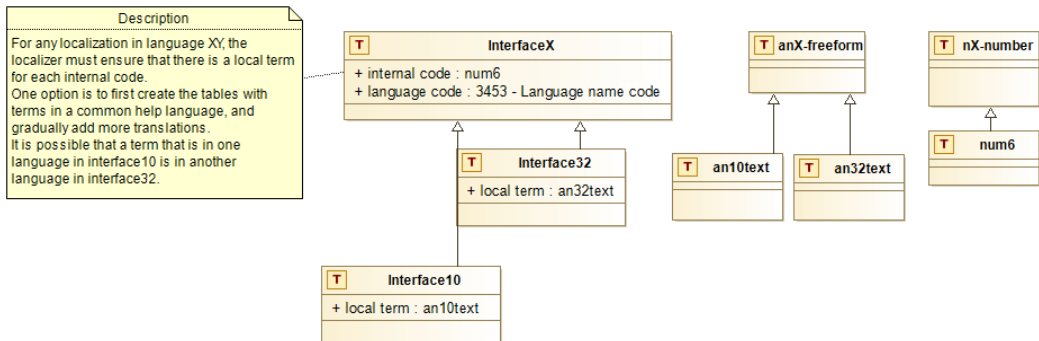 Description
For any localization in language XY, the
localizer must ensure that there is a local term
for each internal code.
One option is to first create the tables with
terms in a common help language, and
gradually add more translations.
It is possible that a term that is in one
language in interface10 is in another
language in interface32.
T InterfaceX
+ internal code : num6
+ language code : 3453 - Language name code
T anX-freeform
T nX-number
T Interface32
+ local term : an32text
T an10text
T an32text
T num6
T Interface10
+ local term : an10text